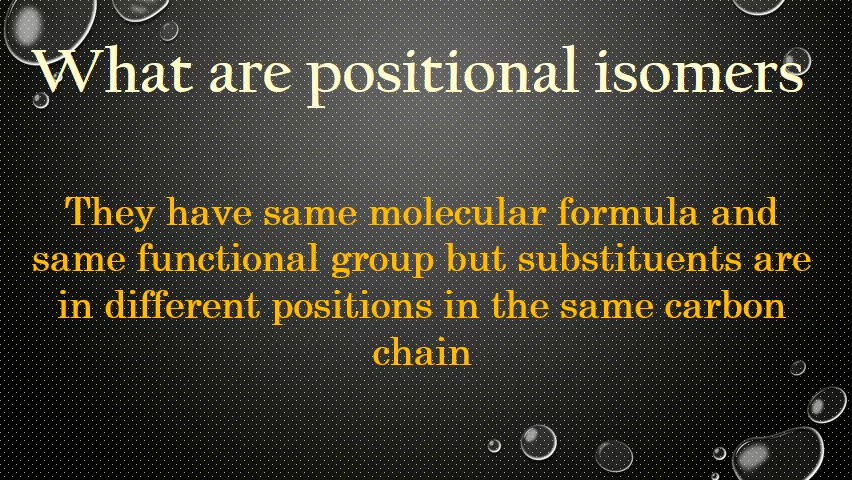 What are positional isomers
They have same molecular formula and
same functional group but substituents are
in different positions in the same carbon
chain